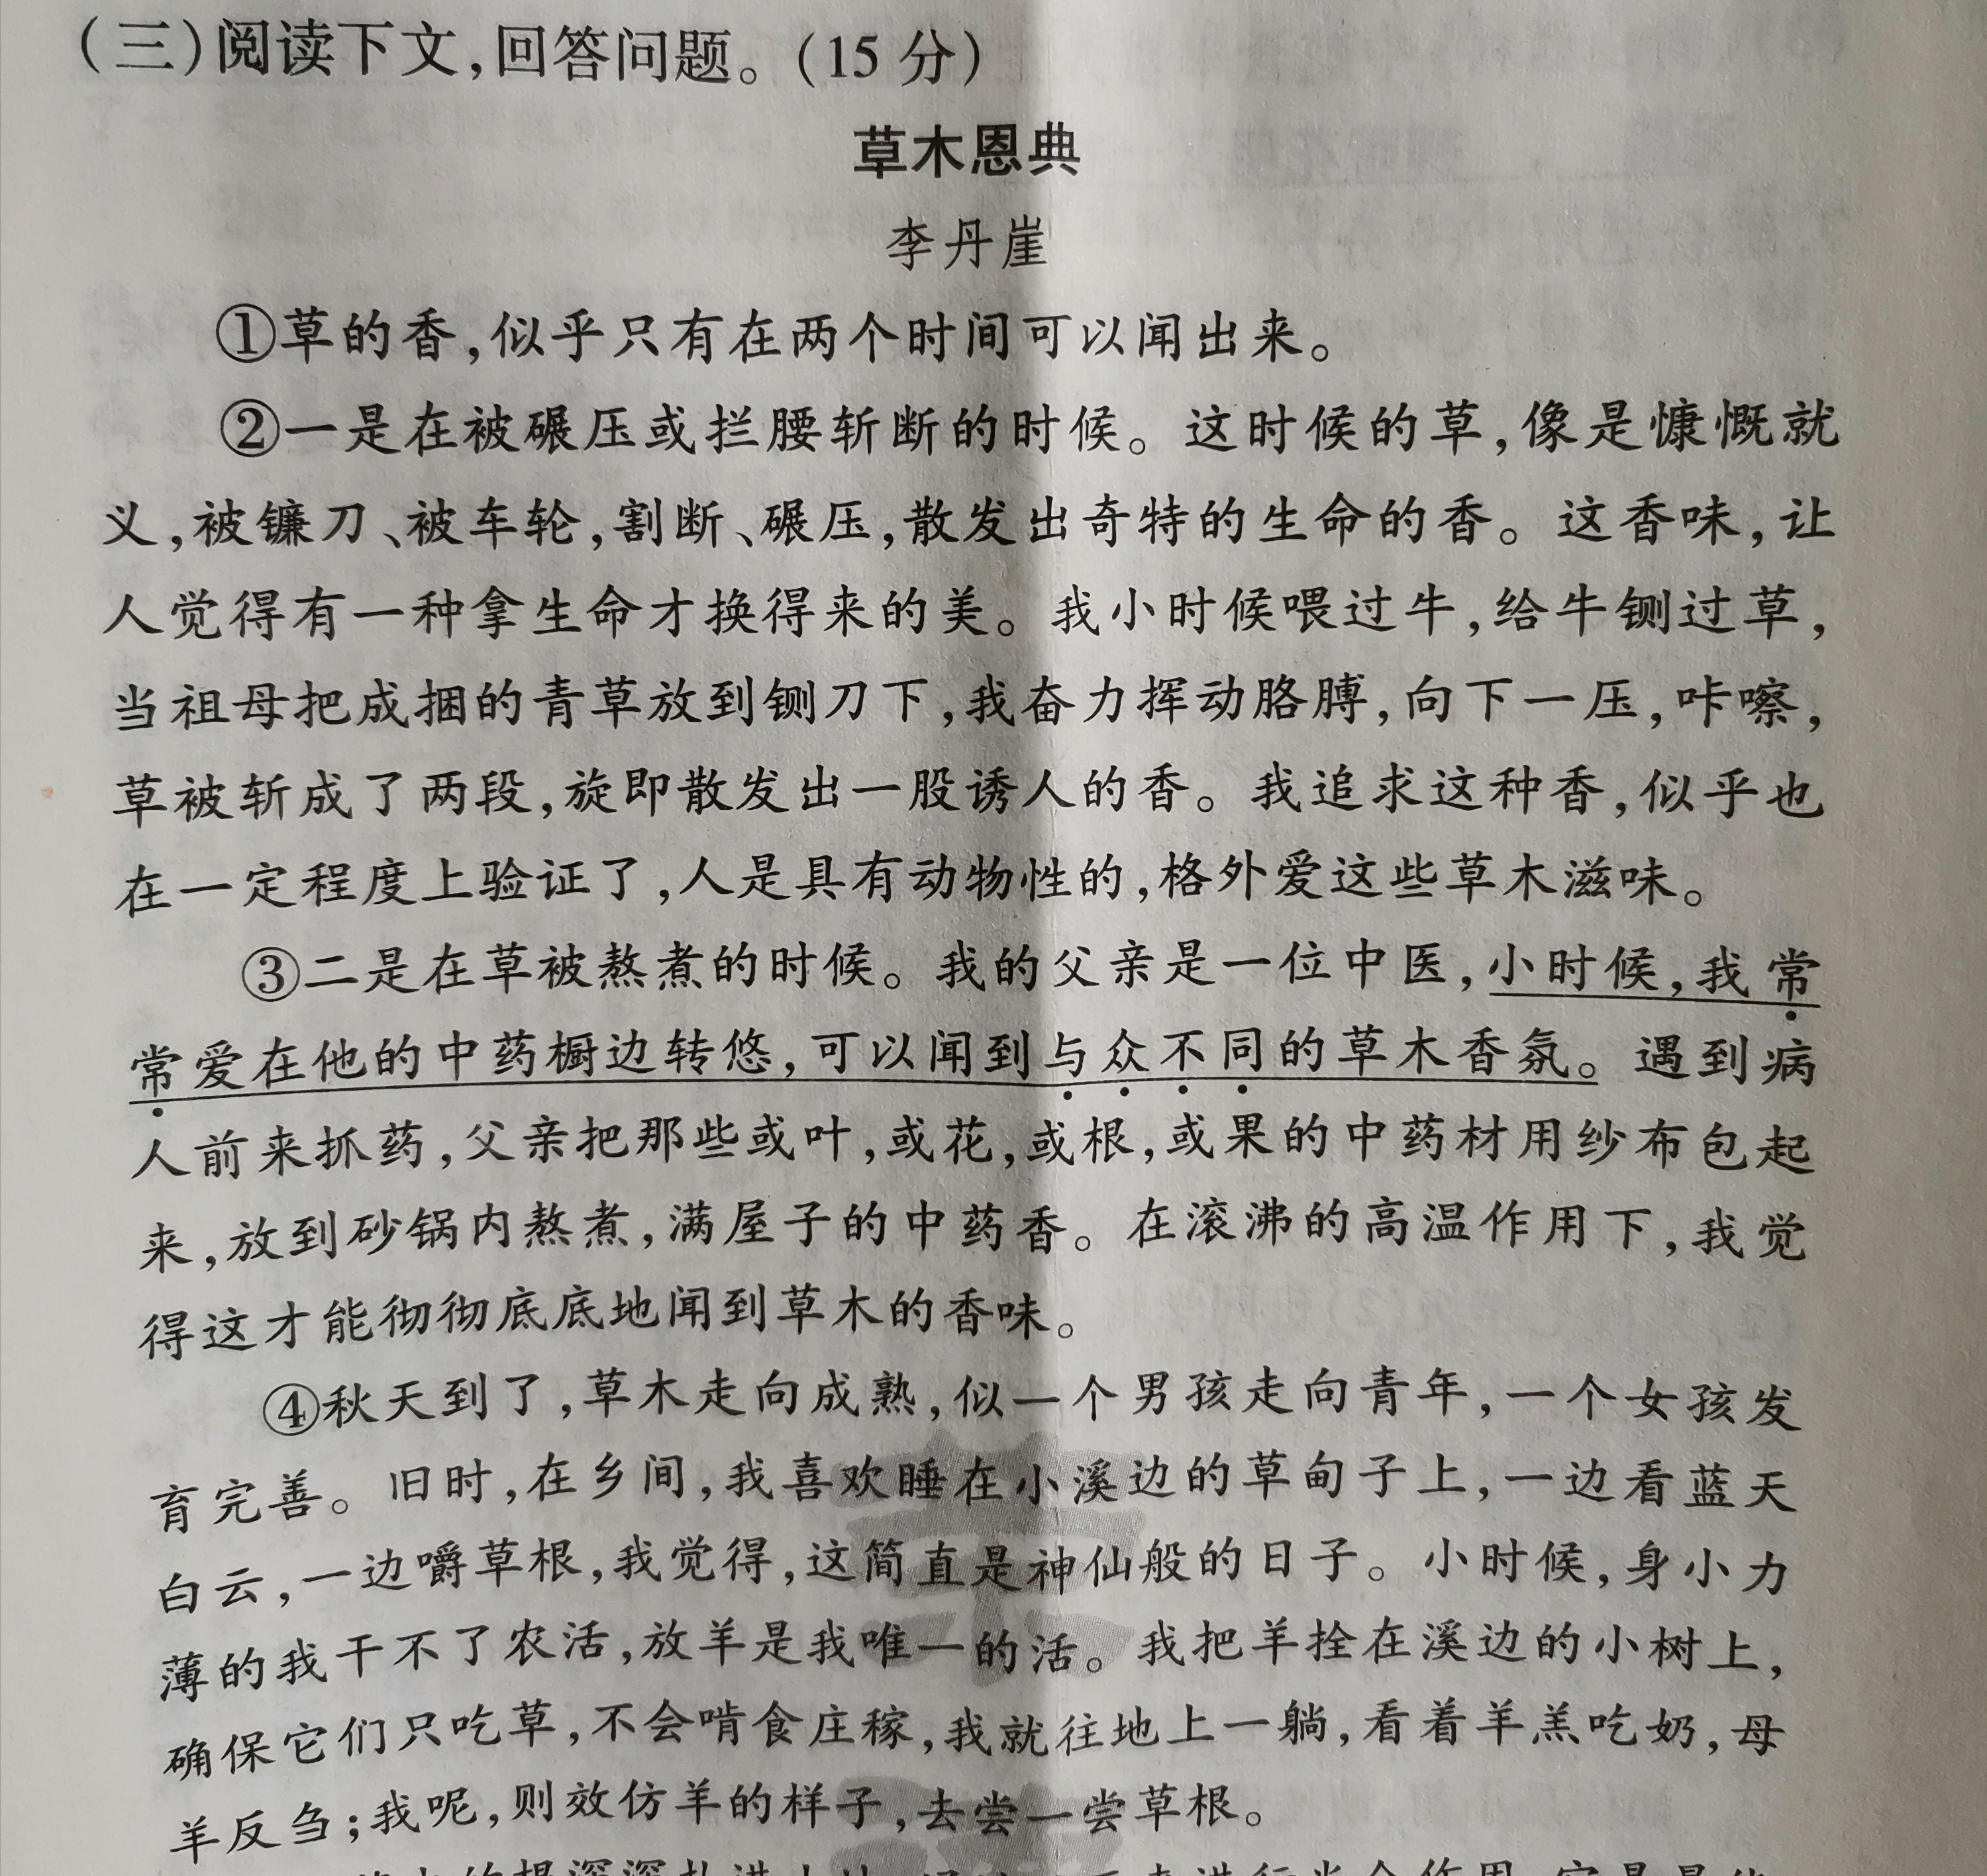 (三)阅读下文,回答问题。(15 分)
草木恩典
李丹崖
①草的香,似乎只有在两个时间可以闻出来。
②一是在被碾压或拦腰斩断的时候。这时候的草,像是慷慨就
义,被镰刀、被车轮,割断、碾压,散发出奇特的生命的香。这香味,让
人觉得有一种拿生命才换得来的美。我小时候喂过牛,给牛铡过草,
当祖母把成捆的青草放到铡刀下,我奋力挥动胳膊,向下一压,咔嚓,
草被斩成了两段,旋即散发出一股诱人的香。我追求这种香,似乎也
在一定程度上验证了,人是具有动物性的,格外爱这些草木滋味。
③二是在草被熬煮的时候。我的父亲是一位中医,小时候,我常
常爱在他的中药橱边转悠,可以闻到与众不同的草木香氛。遇到病
人前来抓药,父亲把那些或叶,或花,或根,或果的中药材用纱布包起
来,放到砂锅内熬煮,满屋子的中药香。在滚沸的高温作用下,我觉
得这才能彻彻底底地闻到草木的香味。
④秋天到了,草木走向成熟,似一个男孩走向青年,一个女孩发
育完善。旧时,在乡间,我喜欢睡在小溪边的草甸子上,一边看蓝天
白云,一边嚼草根,我觉得,这简直是神仙般的日子。小时候,身小力
薄的我干不了农活,放羊是我唯一的活。我把羊拴在溪边的小树上,
确保它们只吃草,不会啃食庄稼,我就往地上一躺,看着羊羔吃奶,母
羊反刍;我呢,则效仿羊的样子,去尝一尝草根。